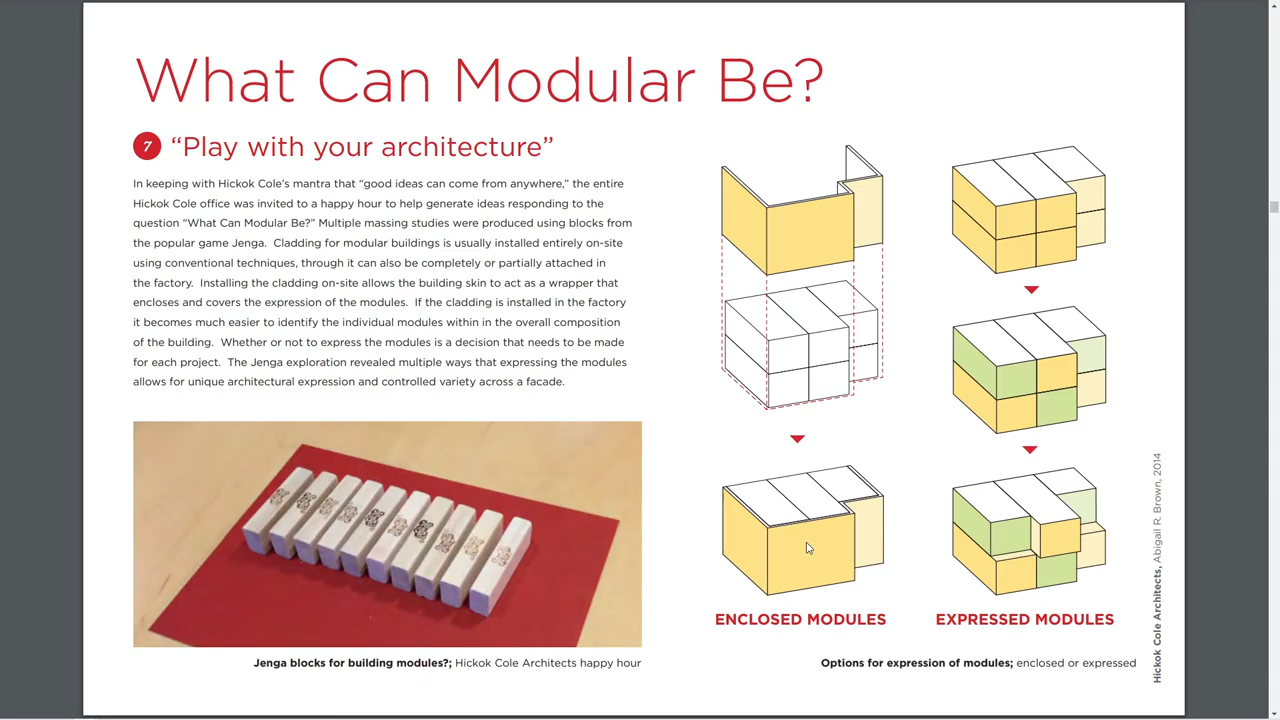 What Can Modular Be?
7 “Play with your architecture”
In keeping with Hickok Cole’s mantra that “good ideas can come from anywhere,” the entire
Hickok Cole office was invited to a happy hour to help generate ideas responding to the
question “What Can Modular Be?” Multiple massing studies were produced using blocks from
the popular game Jenga.  Cladding for modular buildings is usually installed entirely on-site
using conventional techniques, through it can also be completely or partially attached in
the factory.  Installing the cladding on-site allows the building skin to act as a wrapper that
encloses and covers the expression of the modules.  If the cladding is installed in the factory
it becomes much easier to identify the individual modules within in the overall composition
of the building.  Whether or not to express the modules is a decision that needs to be made
for each project.  The Jenga exploration revealed multiple ways that expressing the modules
allows for unique architectural expression and controlled variety across a facade.
Jenga blocks for building modules?; Hickok Cole Architects happy hour
ENCLOSED MODULES
EXPRESSED MODULES
Options for expression of modules; enclosed or expressed
Hickok Cole Architects, Abigail R. Brown, 2014